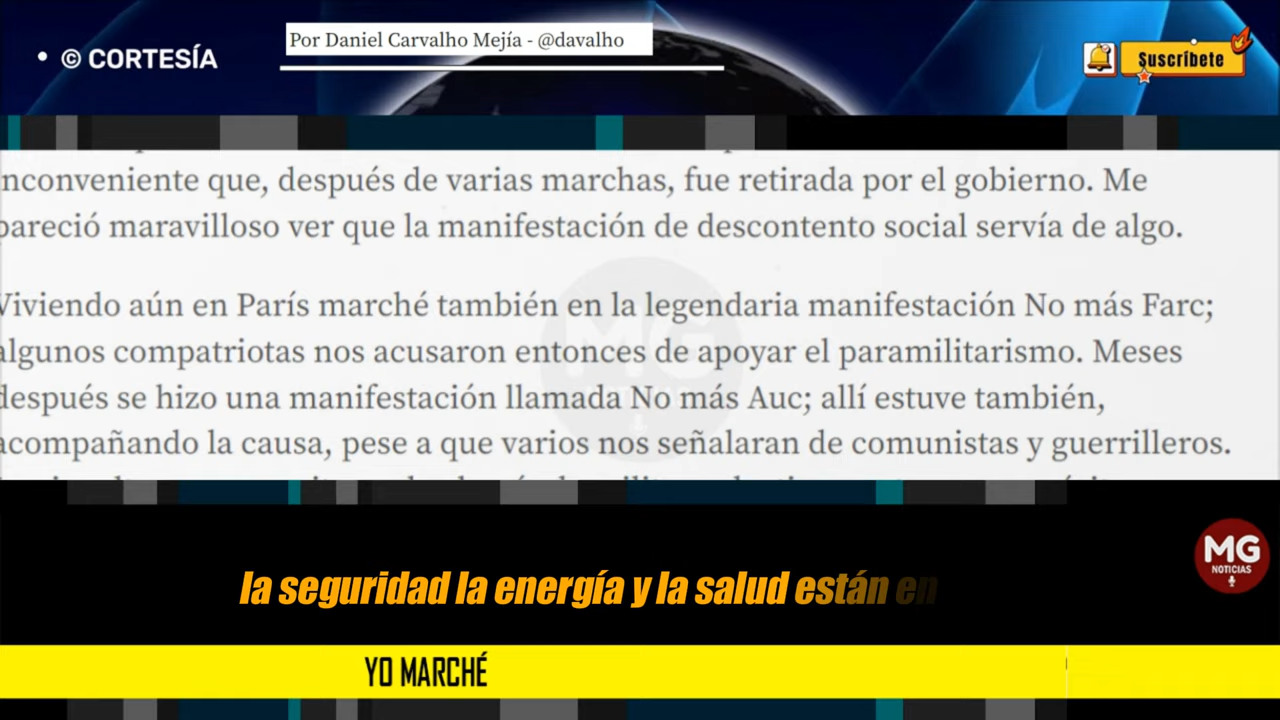 • © CORTESÍA
Por Daniel Carvalho Mejía - @davalho
Suscríbete
nconveniente que, después de varias marchas, fue retirada por el gobierno. Me
pareció maravilloso ver que la manifestación de descontento social servía de algo.
Viviendo aún en París marché también en la legendaria manifestación No más Farc;
algunos compatriotas nos acusaron entonces de apoyar el paramilitarismo. Meses
después se hizo una manifestación llamada No más Auc; allí estuve también,
acompañando la causa, pese a que varios nos señalaran de comunistas y guerrilleros.
MG
NOTICIAS
la seguridad la energía y la salud están en
YO MARCHÉ